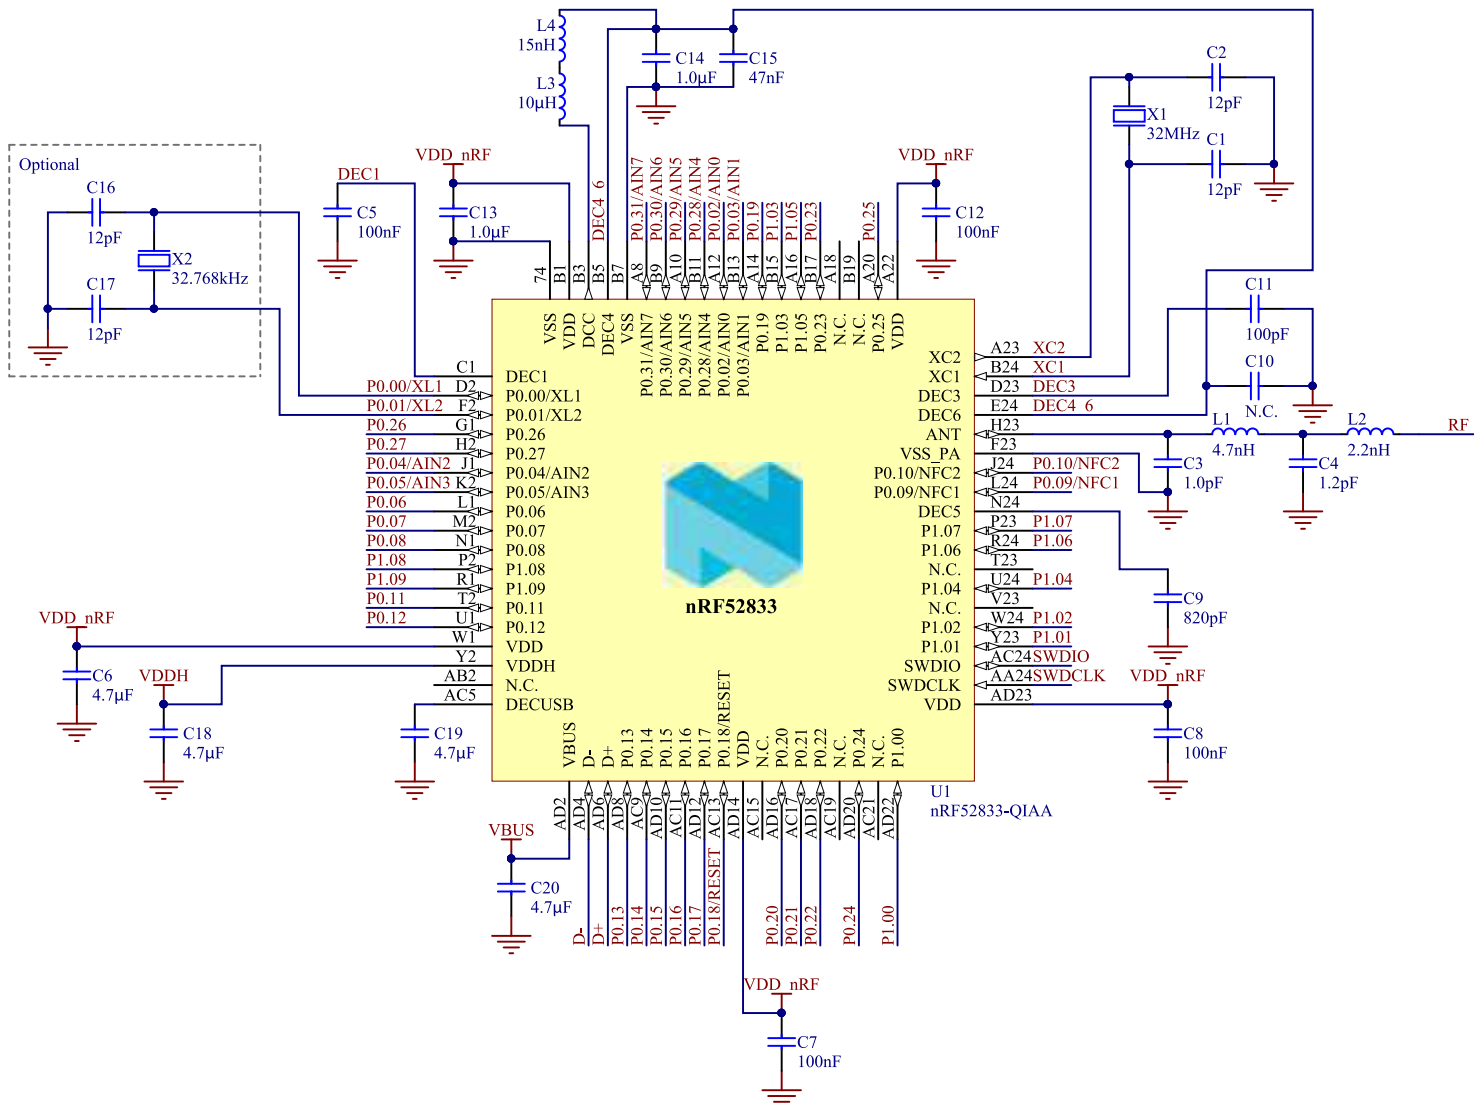 L4
15nH
L3
10µH
C14
1.0µF
C15
47nF
C2
12pF
X1
32MHz
C1
12pF
Optional
C16
12pF
X2
32.768kHz
C17
12pF
DEC1
C5
100nF
VDD_nRF
C13
1.0µF
DEC4_6
P0.31/AIN7
P0.30/AIN6
P0.29/AIN5
P0.28/AIN4
P0.02/AIN0
P0.03/AIN1
P0.19
P1.03
P1.05
P0.23
P0.25
VDD_nRF
C12
100nF
74
B1
B3
B5
B7
A8
B9
A10
B11
A12
B13
A14
B15
A16
B17
A18
B19
A20
A22
VSS
VDD
DCC
DEC4
VSS
P0.31/AIN7
P0.30/AIN6
P0.29/AIN5
P0.28/AIN4
P0.02/AIN0
P0.03/AIN1
P0.19
P1.03
P1.05
P0.23
N.C.
N.C.
P0.25
VDD
C11
100pF
C10
N.C.
C1 DEC1
P0.00/XL1 D2 P0.00/XL1
P0.01/XL2 F2 P0.01/XL2
P0.26 G1 P0.26
P0.27 H2 P0.27
P0.04/AIN2 J1 P0.04/AIN2
P0.05/AIN3 K2 P0.05/AIN3
P0.06 L1 P0.06
P0.07 M2 P0.07
P0.08 N1 P0.08
P1.08 P2 P1.08
P1.09 R1 P1.09
P0.11 T2 P0.11
P0.12 U1 P0.12
W1 VDD
Y2 VDDH
AB2 N.C.
AC5 DECUSB
XC2 A23 XC2
XC1 B24 XC1
DEC3 D23 DEC3
DEC6 E24 DEC4_6
ANT H23
VSS_PA F23
P0.10/NFC2 J24 P0.10/NFC2
P0.09/NFC1 L24 P0.09/NFC1
DEC5 N24
P1.07 P23 P1.07
P1.06 R24 P1.06
N.C. T23
P1.04 U24 P1.04
N.C. V23
P1.02 W24 P1.02
P1.01 Y23 P1.01
SWDIO AC24 SWDIO
SWDCLK AA24 SWDCLK
VDD AD23
nRF52833
L1
4.7nH
L2
2.2nH
RF
C3
1.0pF
C4
1.2pF
C9
820pF
VDD_nRF
C8
100nF
VDD_nRF
C6
4.7µF
VDDH
C18
4.7µF
C19
4.7µF
VBUS
D-
D+
P0.13
P0.14
P0.15
P0.16
P0.17
P0.18/RESET
VDD
N.C.
P0.20
P0.21
P0.22
N.C.
P0.24
N.C.
P1.00
U1
nRF52833-QIAA
AD2
AD4
AD6
AD8
AC9
AD10
AC11
AD12
AC13
AD14
AC15
AD16
AC17
AD18
AC19
AD20
AC21
AD22
VBUS
C20
4.7µF
D-
D+
P0.13
P0.14
P0.15
P0.16
P0.17
P0.18/RESET
P0.20
P0.21
P0.22
P0.24
P1.00
VDD_nRF
C7
100nF